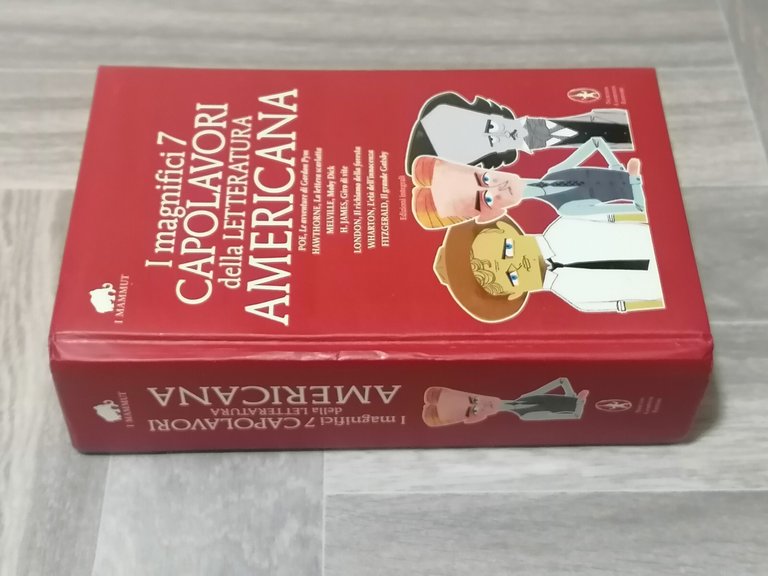 I magnifici 7
CAPOLAVORI
della LETTERATURA
AMERICANA
POE, Le avventure di Gordon Pym
HAWTHORNE, La lettera scarlatta
MELVILLE, Moby Dick
H. JAMES, Giro di vite
LONDON, Il richiamo della foresta
WHARTON, L'età dell'innocenza
FITZGERALD, Il grande Gatsby
Edizioni integrali
I MAMMUT
I MAMMUT
I magnifici 7 CAPOLAVORI
della LETTERATURA
AMERICANA